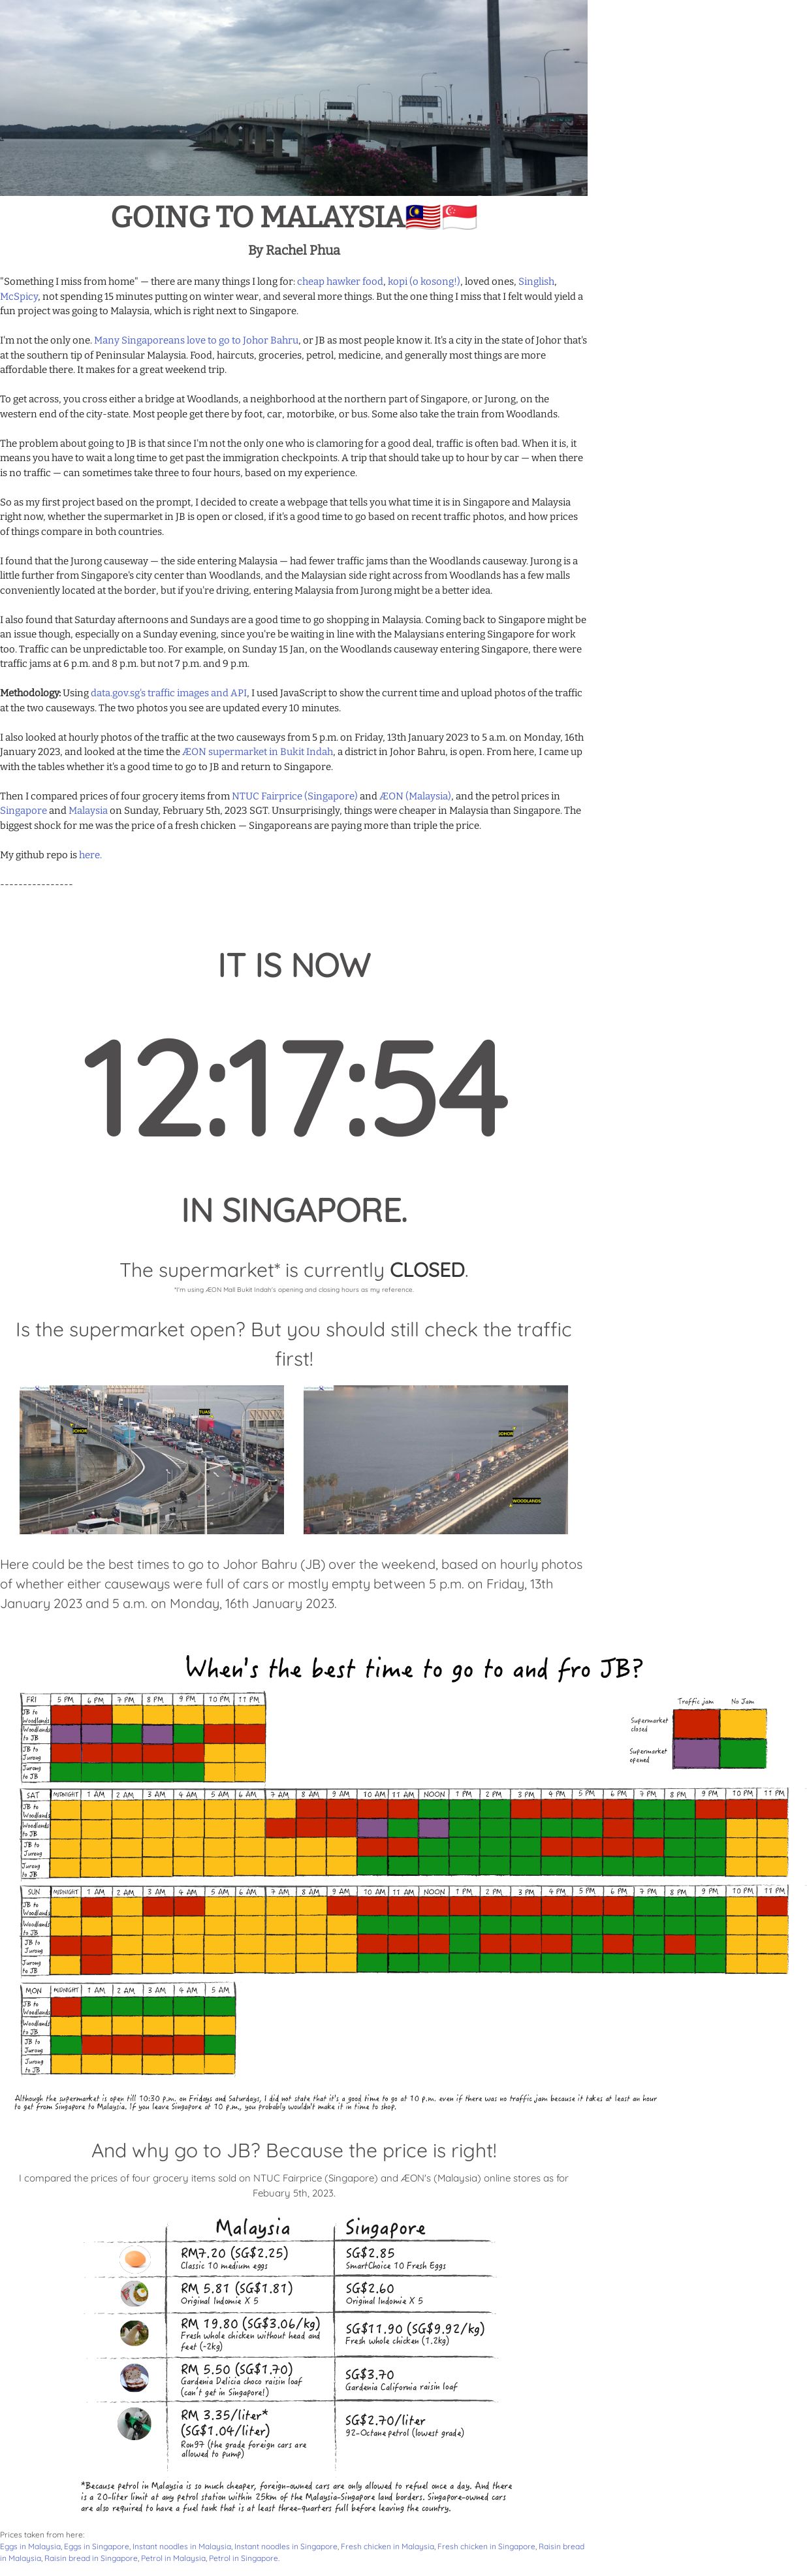 GOING TO MALAYSIA🇲🇾🇸🇬
By Rachel Phua
"Something I miss from home" — there are many things I long for: cheap hawker food, kopi (o kosong!), loved ones, Singlish,
McSpicy, not spending 15 minutes putting on winter wear, and several more things. But the one thing I miss that I felt would yield a
fun project was going to Malaysia, which is right next to Singapore.
I'm not the only one. Many Singaporeans love to go to Johor Bahru, or JB as most people know it. It's a city in the state of Johor that's
at the southern tip of Peninsular Malaysia. Food, haircuts, groceries, petrol, medicine, and generally most things are more
affordable there. It makes for a great weekend trip.
To get across, you cross either a bridge at Woodlands, a neighborhood at the northern part of Singapore, or Jurong, on the
western end of the city-state. Most people get there by foot, car, motorbike, or bus. Some also take the train from Woodlands.
The problem about going to JB is that since I'm not the only one who is clamoring for a good deal, traffic is often bad. When it is, it
means you have to wait a long time to get past the immigration checkpoints. A trip that should take up to hour by car — when there
is no traffic — can sometimes take three to four hours, based on my experience.
So as my first project based on the prompt, I decided to create a webpage that tells you what time it is in Singapore and Malaysia
right now, whether the supermarket in JB is open or closed, if it's a good time to go based on recent traffic photos, and how prices
of things compare in both countries.
I found that the Jurong causeway — the side entering Malaysia — had fewer traffic jams than the Woodlands causeway. Jurong is a
little further from Singapore's city center than Woodlands, and the Malaysian side right across from Woodlands has a few malls
conveniently located at the border, but if you're driving, entering Malaysia from Jurong might be a better idea.
I also found that Saturday afternoons and Sundays are a good time to go shopping in Malaysia. Coming back to Singapore might be
an issue though, especially on a Sunday evening, since you're be waiting in line with the Malaysians entering Singapore for work
too. Traffic can be unpredictable too. For example, on Sunday 15 Jan, on the Woodlands causeway entering Singapore, there were
traffic jams at 6 p.m. and 8 p.m. but not 7 p.m. and 9 p.m.
Methodology: Using data.gov.sg's traffic images and API, I used JavaScript to show the current time and upload photos of the traffic
at the two causeways. The two photos you see are updated every 10 minutes.
I also looked at hourly photos of the traffic at the two causeways from 5 p.m. on Friday, 13th January 2023 to 5 a.m. on Monday, 16th
January 2023, and looked at the time the ÆON supermarket in Bukit Indah, a district in Johor Bahru, is open. From here, I came up
with the tables whether it's a good time to go to JB and return to Singapore.
Then I compared prices of four grocery items from NTUC Fairprice (Singapore) and ÆON (Malaysia), and the petrol prices in
Singapore and Malaysia on Sunday, February 5th, 2023 SGT. Unsurprisingly, things were cheaper in Malaysia than Singapore. The
biggest shock for me was the price of a fresh chicken — Singaporeans are paying more than triple the price.
My github repo is here.
----------------
IT IS NOW
12:17:54
IN SINGAPORE.
The supermarket* is currently CLOSED.
*I'm using ÆON Mall Bukit Indah's opening and closing hours as my reference.
Is the supermarket open? But you should still check the traffic
first!
TUAS
JOHOR
JOHOR
WOODLANDS
Here could be the best times to go to Johor Bahru (JB) over the weekend, based on hourly photos
of whether either causeways were full of cars or mostly empty between 5 p.m. on Friday, 13th
January 2023 and 5 a.m. on Monday, 16th January 2023.
When's the best time to go to and fro JB?
Traffic jam No Jam
Supermarket
closed
Supermarket
opened
FRI 5 PM 6 PM 7 PM 8 PM 9 PM 10 PM 11 PM
JB to
Woodlands
Woodlands
to JB
JB to
Jurong
Jurong
to JB
SAT MIDNIGHT 1 AM 2 AM 3 AM 4 AM 5 AM 6 AM 7 AM 8 AM 9 AM 10 AM 11 AM NOON 1 PM 2 PM 3 PM 4 PM 5 PM 6 PM 7 PM 8 PM 9 PM 10 PM 11 PM
JB to
Woodlands
Woodlands
to JB
JB to
Jurong
Jurong
to JB
SUN MIDNIGHT 1 AM 2 AM 3 AM 4 AM 5 AM 6 AM 7 AM 8 AM 9 AM 10 AM 11 AM NOON 1 PM 2 PM 3 PM 4 PM 5 PM 6 PM 7 PM 8 PM 9 PM 10 PM 11 PM
JB to
Woodlands
Woodlands
to JB
JB to
Jurong
Jurong
to JB
MON MIDNIGHT 1 AM 2 AM 3 AM 4 AM 5 AM
JB to
Woodlands
Woodlands
to JB
JB to
Jurong
Jurong
to JB
Although the supermarket is open till 10:30 p.m. on Fridays and Saturdays, I did not state that it's a good time to go at 10 p.m. even if there was no traffic jam because it takes at least an hour
to get from Singapore to Malaysia. If you leave Singapore at 10 p.m., you probably wouldn't make it in time to shop.
And why go to JB? Because the price is right!
I compared the prices of four grocery items sold on NTUC Fairprice (Singapore) and ÆON's (Malaysia) online stores as for
Febuary 5th, 2023.
Malaysia Singapore
RM7.20 (SG$2.25) SG$2.85
Classic 10 medium eggs SmartChoice 10 Fresh Eggs
RM 5.81 (SG$1.81) SG$2.60
Original Indomie X 5 Original Indomie X 5
RM 19.80 (SG$3.06/kg) SG$11.90 (SG$9.92/kg)
Fresh whole chicken without head and Fresh whole chicken (1.2kg)
feet (~2kg)
RM 5.50 (SG$1.70) SG$3.70
Gardenia Delicia choco raisin loaf Gardenia California raisin loaf
(can't get in Singapore!)
RM 3.35/liter* SG$2.70/liter
(SG$1.04/liter) 92-Octane petrol (lowest grade)
Ron97 (the grade foreign cars are
allowed to pump)
*Because petrol in Malaysia is so much cheaper, foreign-owned cars are only allowed to refuel once a day. And there
is a 20-liter limit at any petrol station within 25km of the Malaysia-Singapore land borders. Singapore-owned cars
are also required to have a fuel tank that is at least three-quarters full before leaving the country.
Prices taken from here:
Eggs in Malaysia, Eggs in Singapore, Instant noodles in Malaysia, Instant noodles in Singapore, Fresh chicken in Malaysia, Fresh chicken in Singapore, Raisin bread
in Malaysia, Raisin bread in Singapore, Petrol in Malaysia, Petrol in Singapore.